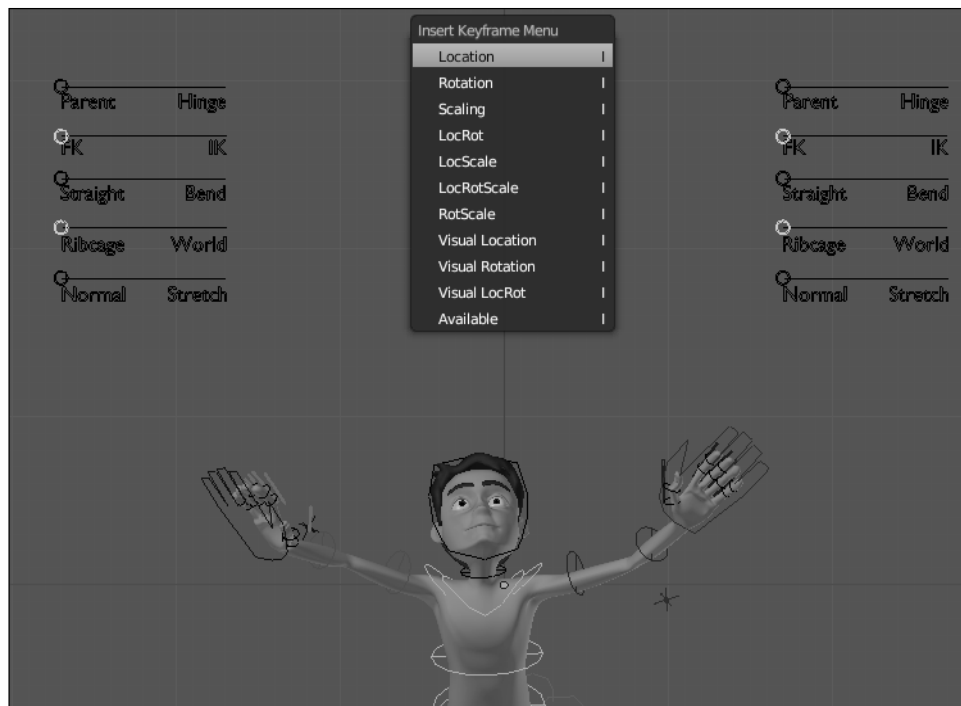 Insert Keyframe Menu
Location I
Rotation I
Scaling I
LocRot I
LocScale I
LocRotScale I
RotScale I
Visual Location I
Visual Rotation I
Visual LocRot I
Available I
Parent Hinge
FK IK
Straight Bend
Ribcage World
Normal Stretch
Parent Hinge
FK IK
Straight Bend
Ribcage World
Normal Stretch